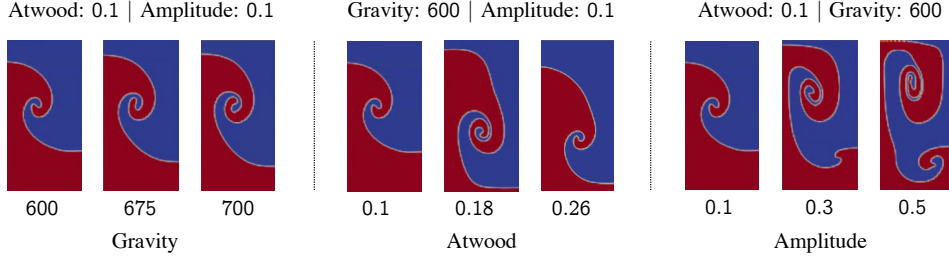 Atwood: 0.1 | Amplitude: 0.1
600 675 700
Gravity
Gravity: 600 | Amplitude: 0.1
0.1 0.18 0.26
Atwood
Atwood: 0.1 | Gravity: 600
0.1 0.3 0.5
Amplitude